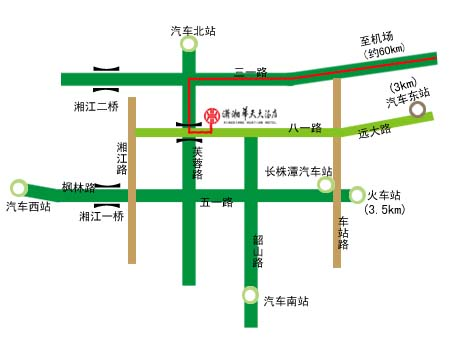 汽车北站
至机场
(约60km)
三一路
(3km)
汽车东站
湘江二桥
潇湘华天大酒店
八一路
远大路
湘江路
芙蓉路
长株潭汽车站
枫林路
汽车西站
湘江一桥
五一路
火车站
(3.5km)
车站路
韶山路
汽车南站